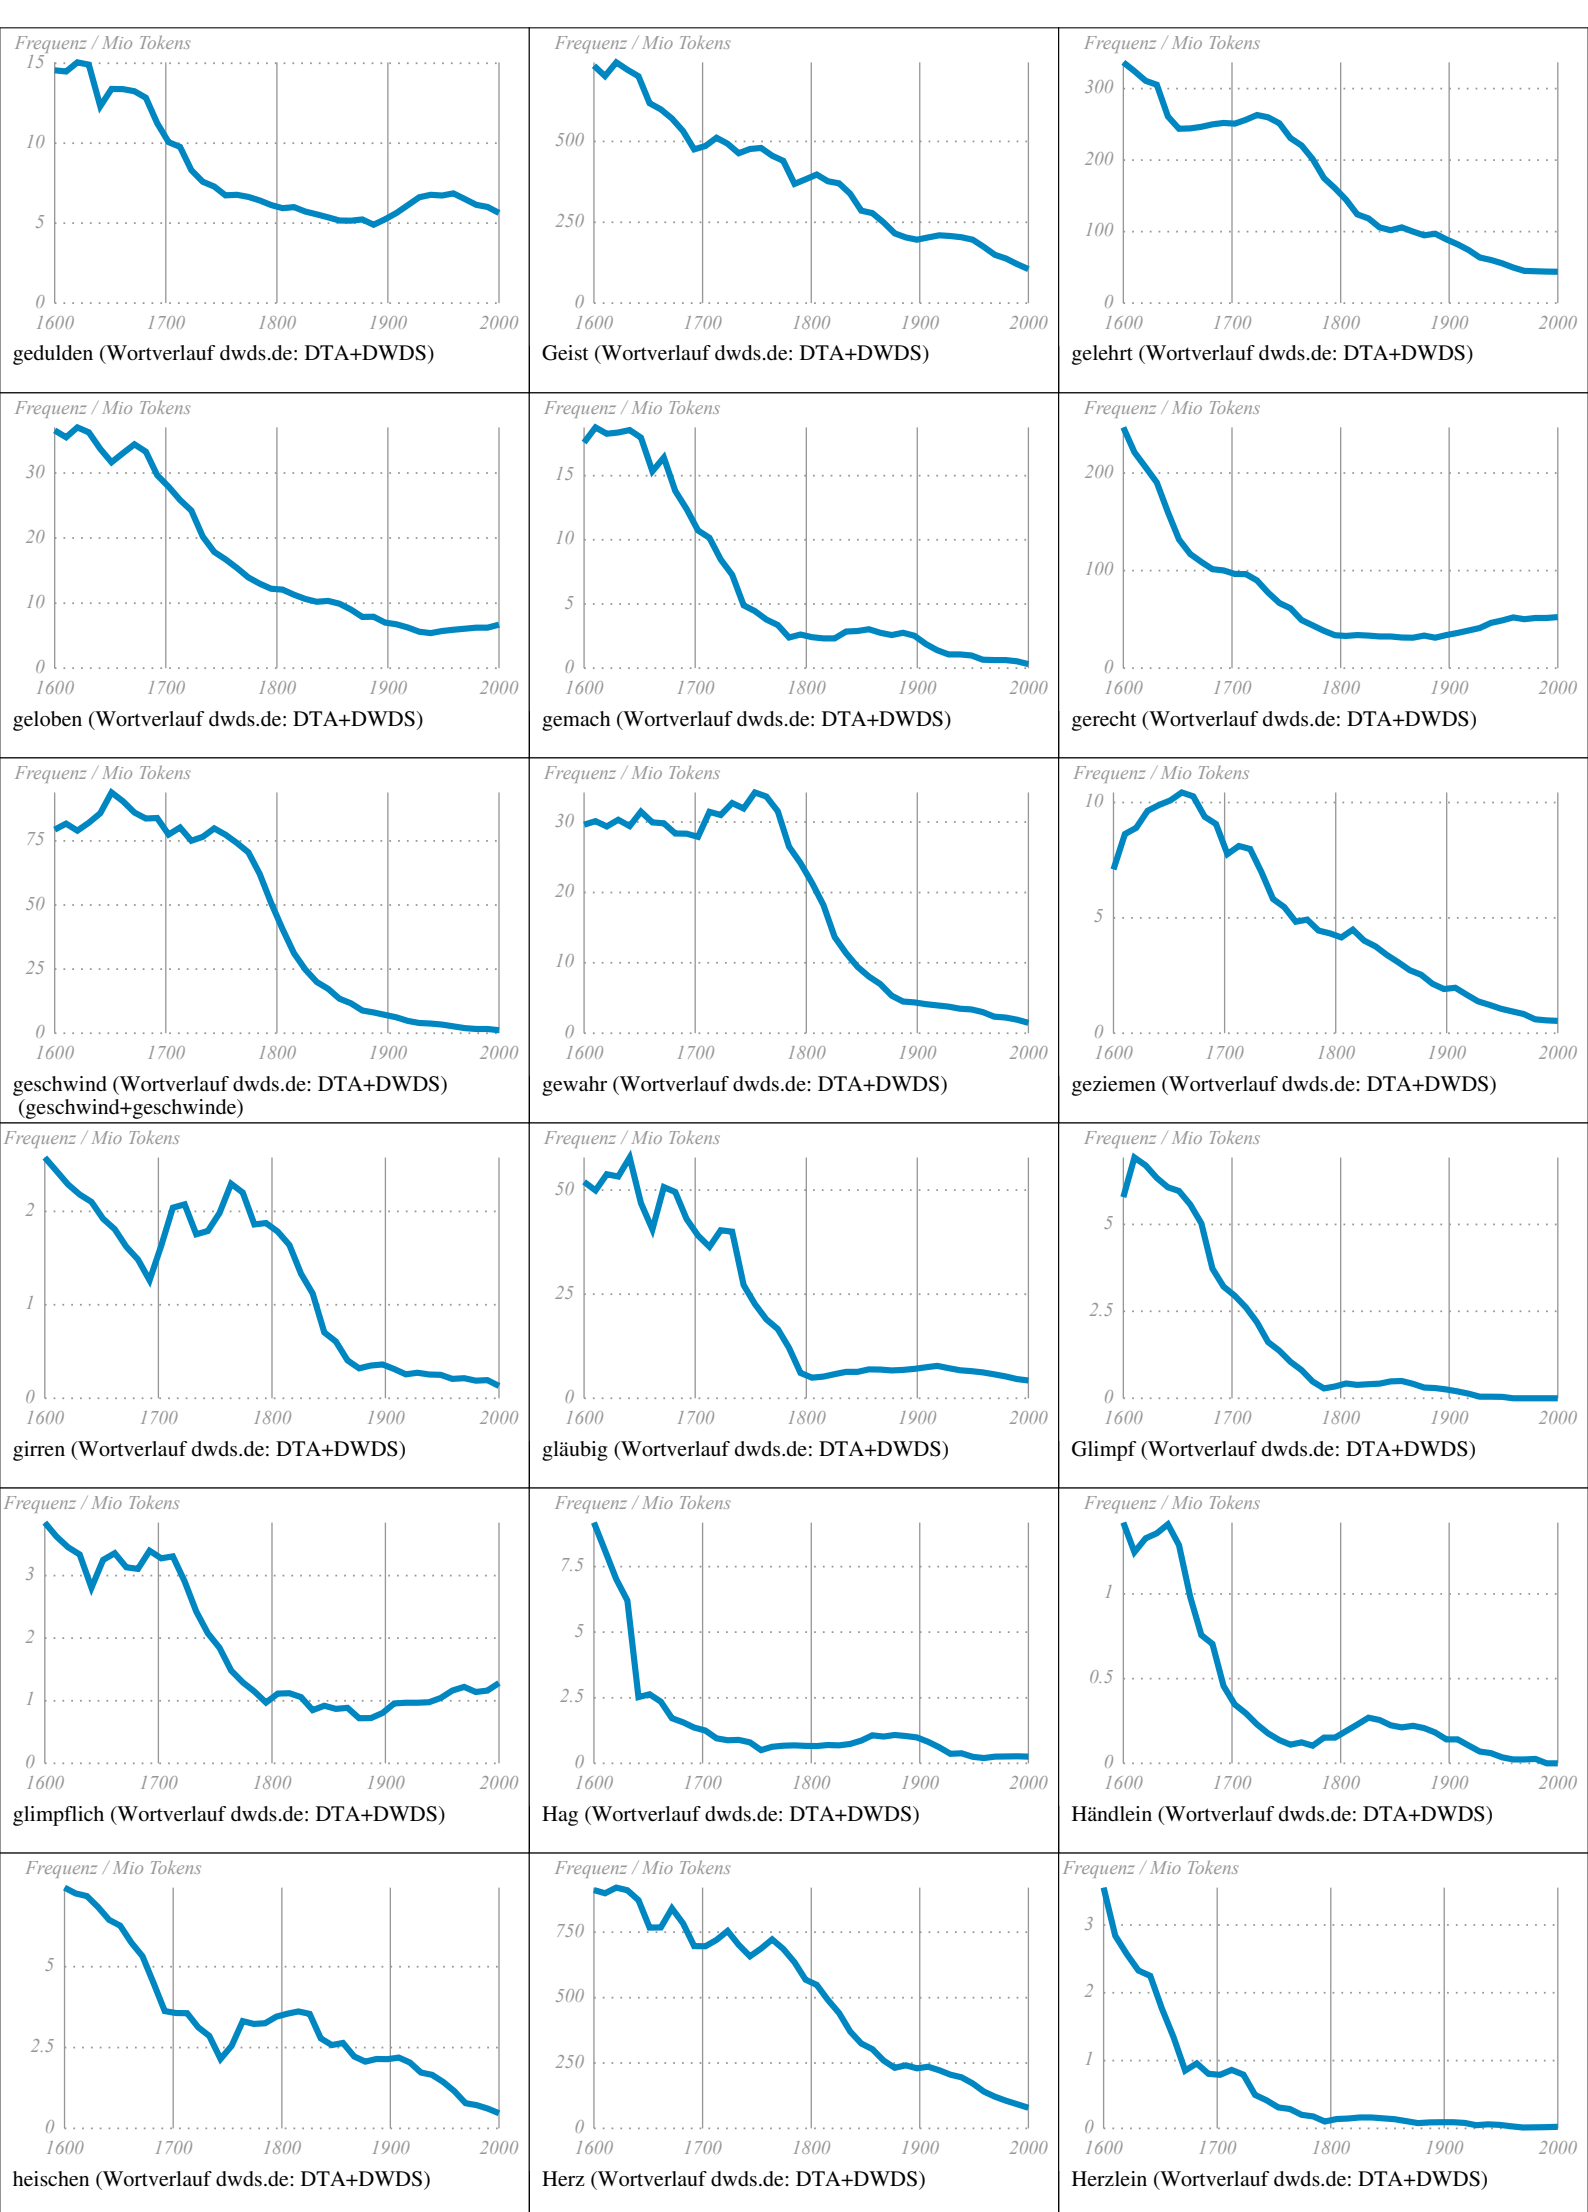 Frequenz / Mio Tokens
15
10
5
0
1600 1700 1800 1900 2000
gedulden (Wortverlauf dwds.de: DTA+DWDS)
Frequenz / Mio Tokens
500
250
0
1600 1700 1800 1900 2000
Geist (Wortverlauf dwds.de: DTA+DWDS)
Frequenz / Mio Tokens
300
200
100
0
1600 1700 1800 1900 2000
gelehrt (Wortverlauf dwds.de: DTA+DWDS)
Frequenz / Mio Tokens
30
20
10
0
1600 1700 1800 1900 2000
geloben (Wortverlauf dwds.de: DTA+DWDS)
Frequenz / Mio Tokens
15
10
5
0
1600 1700 1800 1900 2000
gemach (Wortverlauf dwds.de: DTA+DWDS)
Frequenz / Mio Tokens
200
100
0
1600 1700 1800 1900 2000
gerecht (Wortverlauf dwds.de: DTA+DWDS)
Frequenz / Mio Tokens
75
50
25
0
1600 1700 1800 1900 2000
geschwind (Wortverlauf dwds.de: DTA+DWDS)
(geschwind+geschwinde)
Frequenz / Mio Tokens
30
20
10
0
1600 1700 1800 1900 2000
gewahr (Wortverlauf dwds.de: DTA+DWDS)
Frequenz / Mio Tokens
10
5
0
1600 1700 1800 1900 2000
geziemen (Wortverlauf dwds.de: DTA+DWDS)
Frequenz / Mio Tokens
2
1
0
1600 1700 1800 1900 2000
girren (Wortverlauf dwds.de: DTA+DWDS)
Frequenz / Mio Tokens
50
25
0
1600 1700 1800 1900 2000
gläubig (Wortverlauf dwds.de: DTA+DWDS)
Frequenz / Mio Tokens
5
2.5
0
1600 1700 1800 1900 2000
Glimpf (Wortverlauf dwds.de: DTA+DWDS)
Frequenz / Mio Tokens
3
2
1
0
1600 1700 1800 1900 2000
glimpflich (Wortverlauf dwds.de: DTA+DWDS)
Frequenz / Mio Tokens
7.5
5
2.5
0
1600 1700 1800 1900 2000
Hag (Wortverlauf dwds.de: DTA+DWDS)
Frequenz / Mio Tokens
1
0.5
0
1600 1700 1800 1900 2000
Händlein (Wortverlauf dwds.de: DTA+DWDS)
Frequenz / Mio Tokens
5
2.5
0
1600 1700 1800 1900 2000
heischen (Wortverlauf dwds.de: DTA+DWDS)
Frequenz / Mio Tokens
750
500
250
0
1600 1700 1800 1900 2000
Herz (Wortverlauf dwds.de: DTA+DWDS)
Frequenz / Mio Tokens
3
2
1
0
1600 1700 1800 1900 2000
Herzlein (Wortverlauf dwds.de: DTA+DWDS)